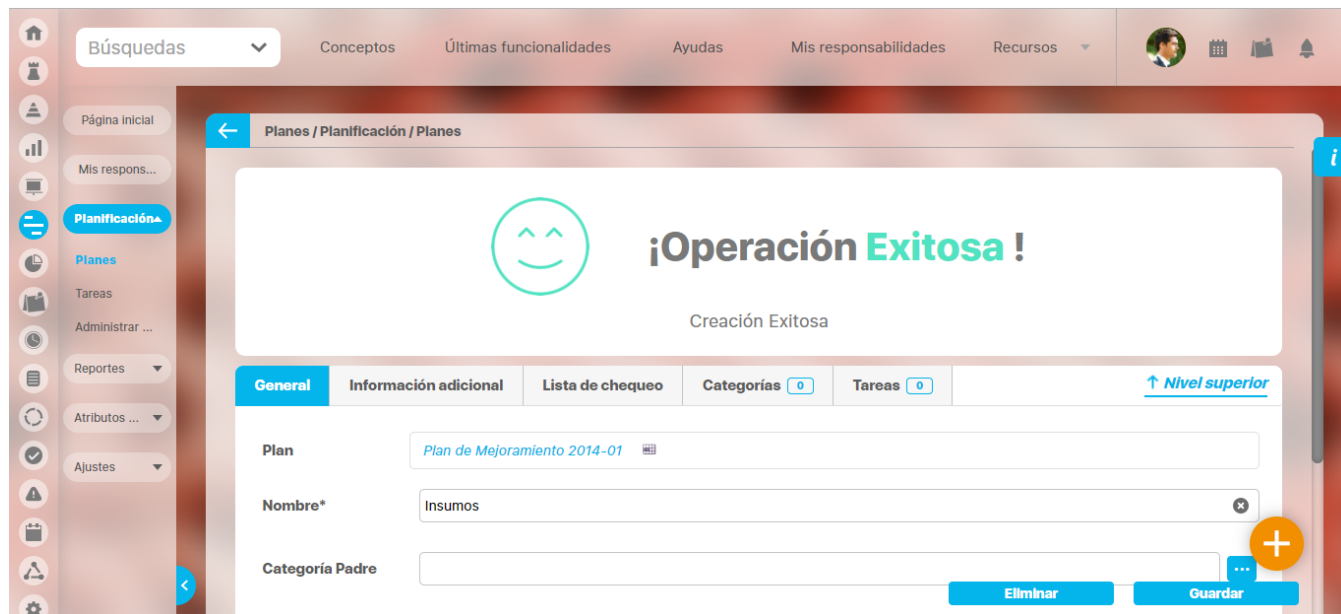 Búsquedas
Conceptos
Últimas funcionalidades
Ayudas
Mis responsabilidades
Recursos
Página inicial
Mis respons...
Planificación
Planes
Tareas
Administrar ...
Reportes
Atributos ...
Ajustes
Planes / Planificación / Planes
i
¡Operación Exitosa !
Creación Exitosa
General
Información adicional
Lista de chequeo
Categorías 0
Tareas 0
↑ Nivel superior
Plan
Plan de Mejoramiento 2014-01
Nombre*
Insumos
Categoría Padre
...
Eliminar
Guardar